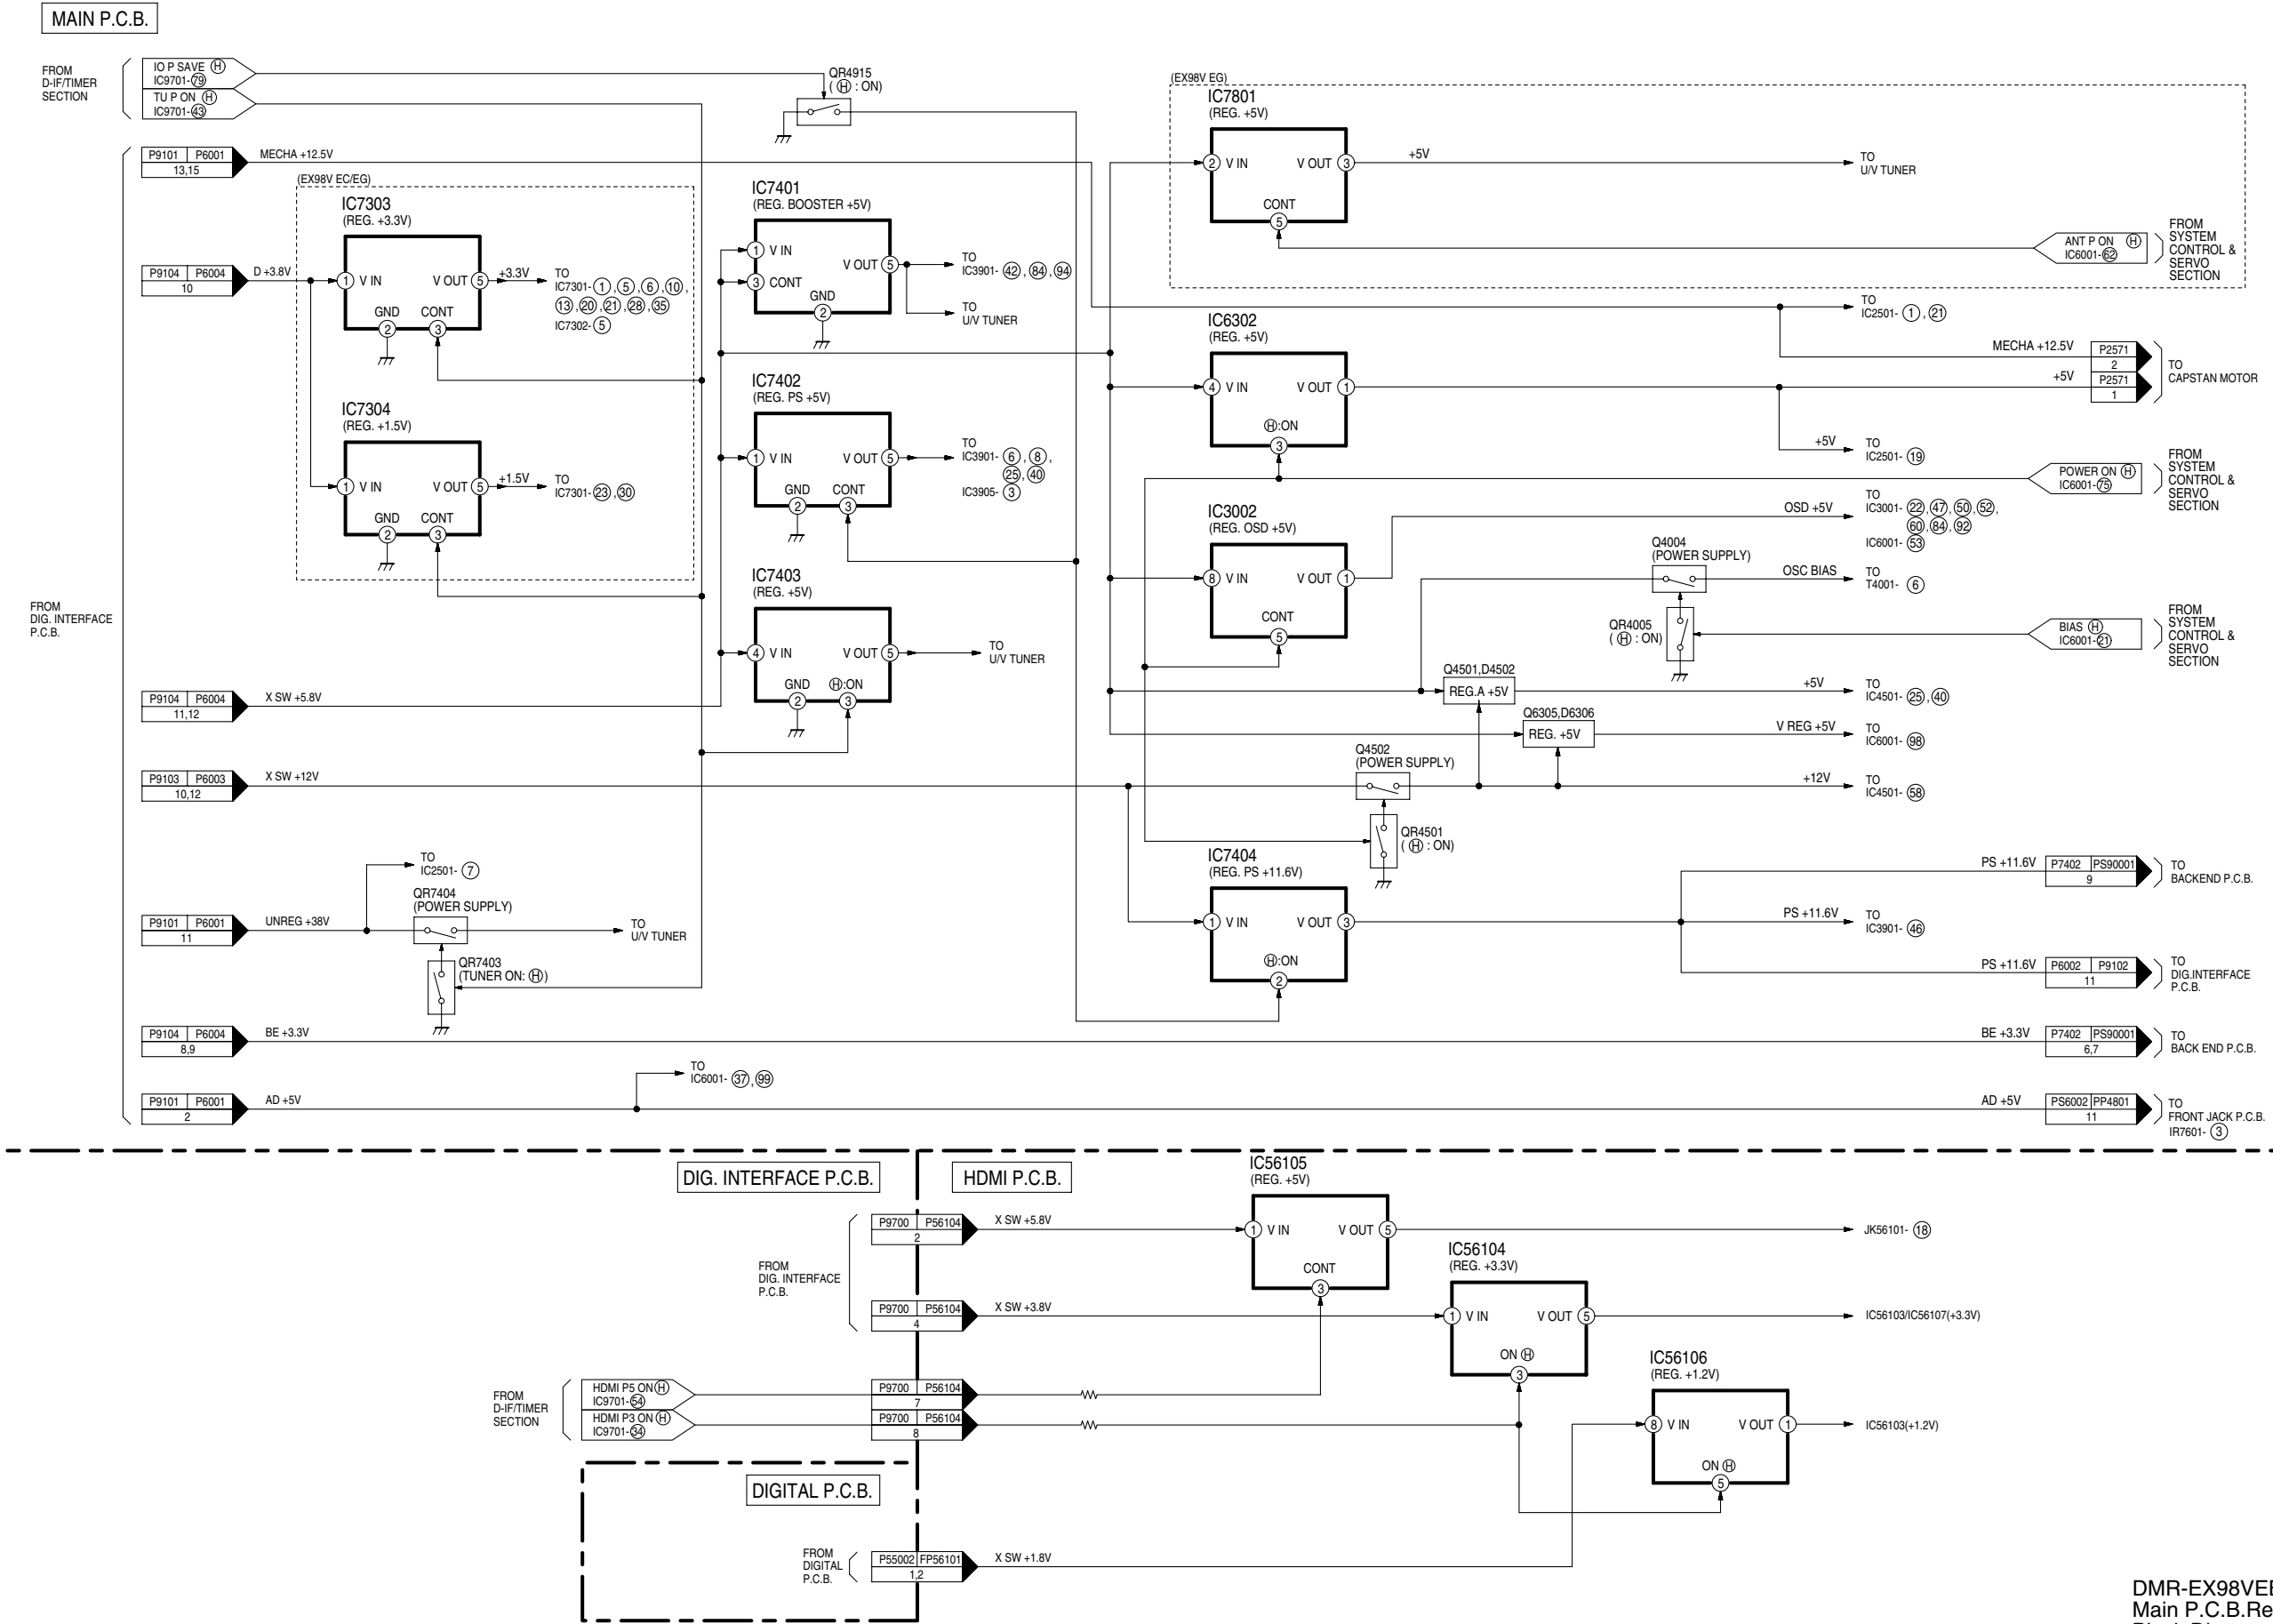 MAIN P.C.B.
FROM
D-IF/TIMER
SECTION
IO P SAVE Ⓗ
IC9701-79
TU P ON Ⓗ
IC9701-43
QR4915
( Ⓗ : ON)
FROM
DIG. INTERFACE
P.C.B.
P9101 P6001
13,15
MECHA +12.5V
(EX98V EC/EG)
IC7303
(REG. +3.3V)
P9104 P6004
10
D +3.8V
1 V IN
V OUT 5
GND
2
CONT
3
+3.3V
TO
IC7301- 1 , 5 , 6 , 10 ,
13 , 20 , 21 , 28 , 35
IC7302- 5
IC7304
(REG. +1.5V)
1 V IN
V OUT 5
GND
2
CONT
3
+1.5V
TO
IC7301- 23 , 30
IC7401
(REG. BOOSTER +5V)
1 V IN
3 CONT
V OUT 5
GND
2
TO
IC3901- 42 , 84 , 94
TO
U/V TUNER
IC7402
(REG. PS +5V)
1 V IN
V OUT 5
GND
2
CONT
3
TO
IC3901- 6 , 8 ,
25 , 40
IC3905- 3
IC7403
(REG. +5V)
4 V IN
V OUT 5
GND
2
Ⓗ:ON
3
TO
U/V TUNER
P9104 P6004
11,12
X SW +5.8V
P9103 P6003
10,12
X SW +12V
TO
IC2501- 7
QR7404
(POWER SUPPLY)
P9101 P6001
11
UNREG +38V
TO
U/V TUNER
QR7403
(TUNER ON: Ⓗ)
P9104 P6004
8,9
BE +3.3V
TO
IC6001- 37 , 99
P9101 P6001
2
AD +5V
(EX98V EG)
IC7801
(REG. +5V)
2 V IN
V OUT 3
CONT
5
+5V
TO
U/V TUNER
ANT P ON Ⓗ
IC6001-62
FROM
SYSTEM
CONTROL &
SERVO
SECTION
TO
IC2501- 1 , 21
IC6302
(REG. +5V)
4 V IN
V OUT 1
Ⓗ:ON
3
MECHA +12.5V
P2571
2
+5V
P2571
1
TO
CAPSTAN MOTOR
+5V
TO
IC2501- 19
POWER ON Ⓗ
IC6001-75
FROM
SYSTEM
CONTROL &
SERVO
SECTION
IC3002
(REG. OSD +5V)
8 V IN
V OUT 1
CONT
5
OSD +5V
TO
IC3001- 22 , 47 , 50 , 52 ,
60 , 84 , 92
IC6001- 53
Q4004
(POWER SUPPLY)
OSC BIAS
TO
T4001- 6
QR4005
( Ⓗ : ON)
BIAS Ⓗ
IC6001-21
FROM
SYSTEM
CONTROL &
SERVO
SECTION
Q4501,D4502
REG.A +5V
+5V
TO
IC4501- 25 , 40
Q6305,D6306
REG. +5V
V REG +5V
TO
IC6001- 98
Q4502
(POWER SUPPLY)
+12V
TO
IC4501- 58
QR4501
( Ⓗ : ON)
IC7404
(REG. PS +11.6V)
1 V IN
V OUT 3
Ⓗ:ON
2
PS +11.6V
P7402 PS90001
9
TO
BACKEND P.C.B.
PS +11.6V
TO
IC3901- 46
PS +11.6V
P6002 P9102
11
TO
DIG.INTERFACE
P.C.B.
BE +3.3V
P7402 PS90001
6,7
TO
BACK END P.C.B.
AD +5V
PS6002 PP4801
11
TO
FRONT JACK P.C.B.
IR7601- 3
DIG. INTERFACE P.C.B.
HDMI P.C.B.
IC56105
(REG. +5V)
FROM
DIG. INTERFACE
P.C.B.
P9700 P56104
2
X SW +5.8V
1 V IN
V OUT 5
CONT
3
JK56101- 18
P9700 P56104
4
X SW +3.8V
IC56104
(REG. +3.3V)
1 V IN
V OUT 5
ON Ⓗ
3
IC56103/IC56107(+3.3V)
FROM
D-IF/TIMER
SECTION
HDMI P5 ON Ⓗ
IC9701-54
HDMI P3 ON Ⓗ
IC9701-34
P9700 P56104
7
P9700 P56104
8
IC56106
(REG. +1.2V)
8 V IN
V OUT 1
ON Ⓗ
5
IC56103(+1.2V)
DIGITAL P.C.B.
FROM
DIGITAL
P.C.B.
P55002 FP56101
1,2
X SW +1.8V
DMR-EX98VE
Main P.C.B.Re